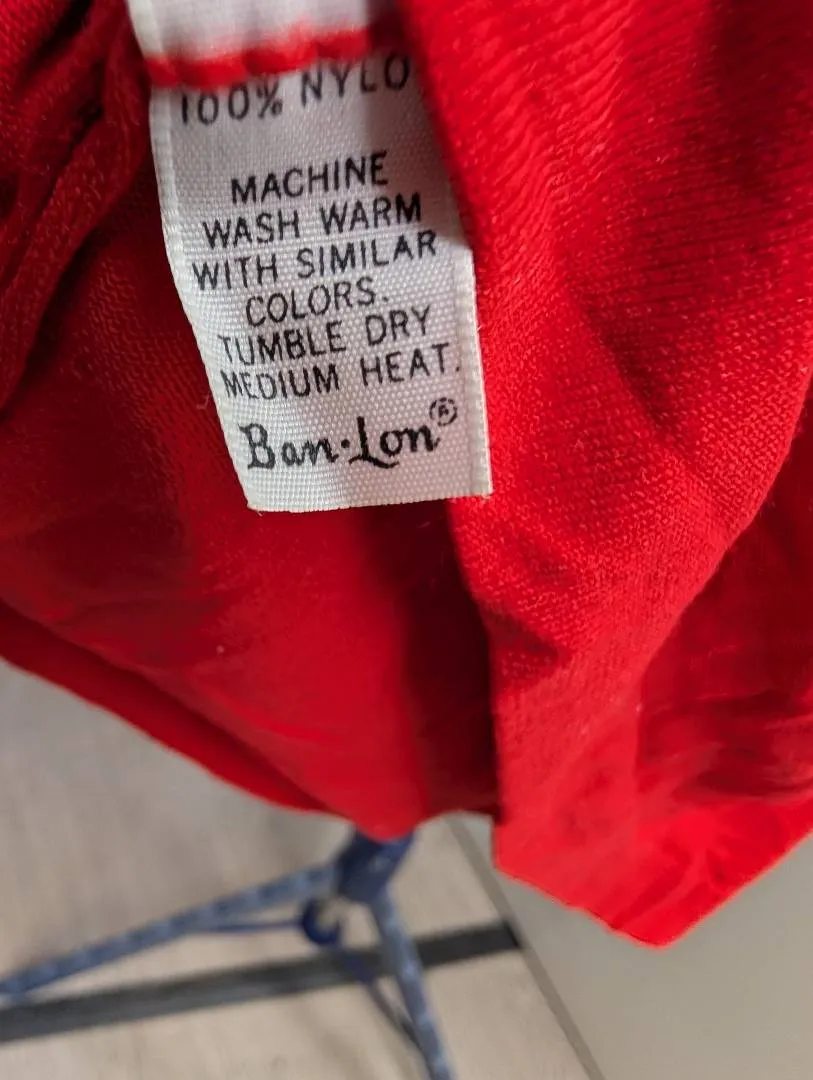 100% NYLO
MACHINE
WASH WARM
WITH SIMILAR
COLORS.
TUMBLE DRY
MEDIUM HEAT.
Ban·Lon®